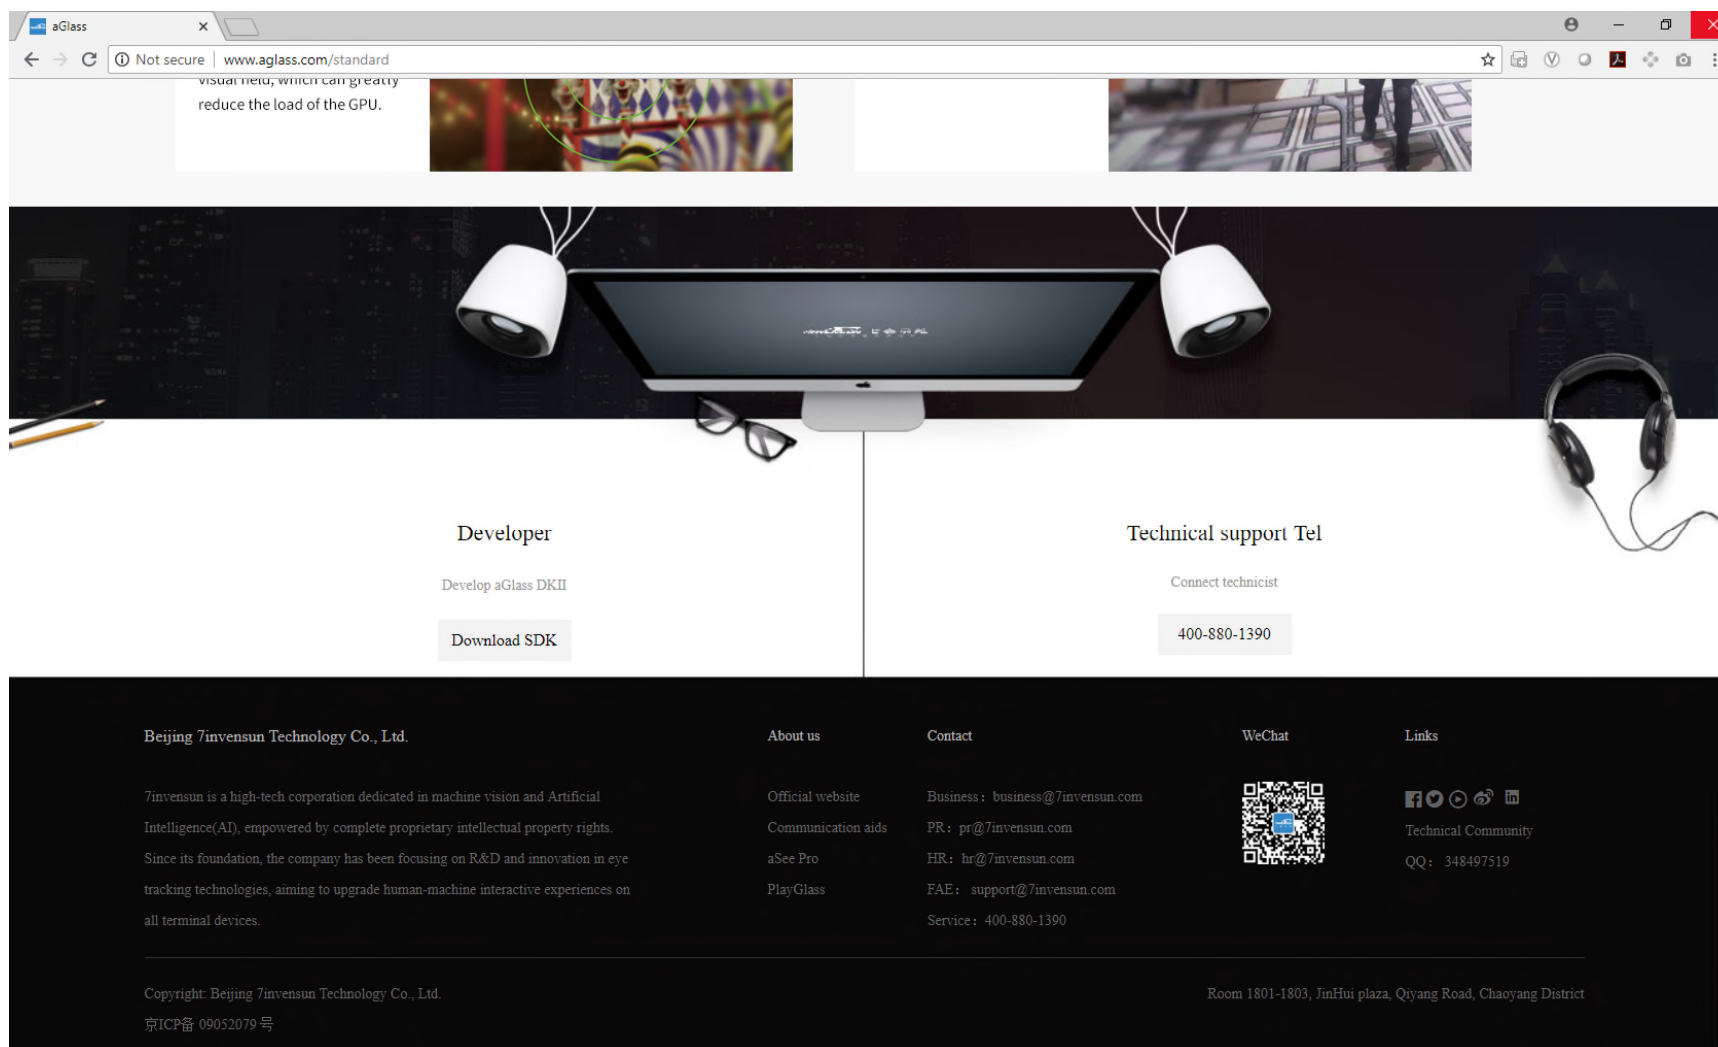 aGlass
Not secure | www.aglass.com/standard
visual field, which can greatly
reduce the load of the GPU.
Developer
Develop aGlass DKII
Download SDK
Technical support Tel
Connect technicist
400-880-1390
Beijing 7invensun Technology Co., Ltd.
7invensun is a high-tech corporation dedicated in machine vision and Artificial
Intelligence(AI), empowered by complete proprietary intellectual property rights.
Since its foundation, the company has been focusing on R&D and innovation in eye
tracking technologies, aiming to upgrade human-machine interactive experiences on
all terminal devices.
About us
Official website
Communication aids
aSee Pro
PlayGlass
Contact
Business：business@7invensun.com
PR：pr@7invensun.com
HR：hr@7invensun.com
FAE：support@7invensun.com
Service：400-880-1390
WeChat
Links
Technical Community
QQ：348497519
Copyright: Beijing 7invensun Technology Co., Ltd.
京ICP备 09052079 号
Room 1801-1803, JinHui plaza, Qiyang Road, Chaoyang District